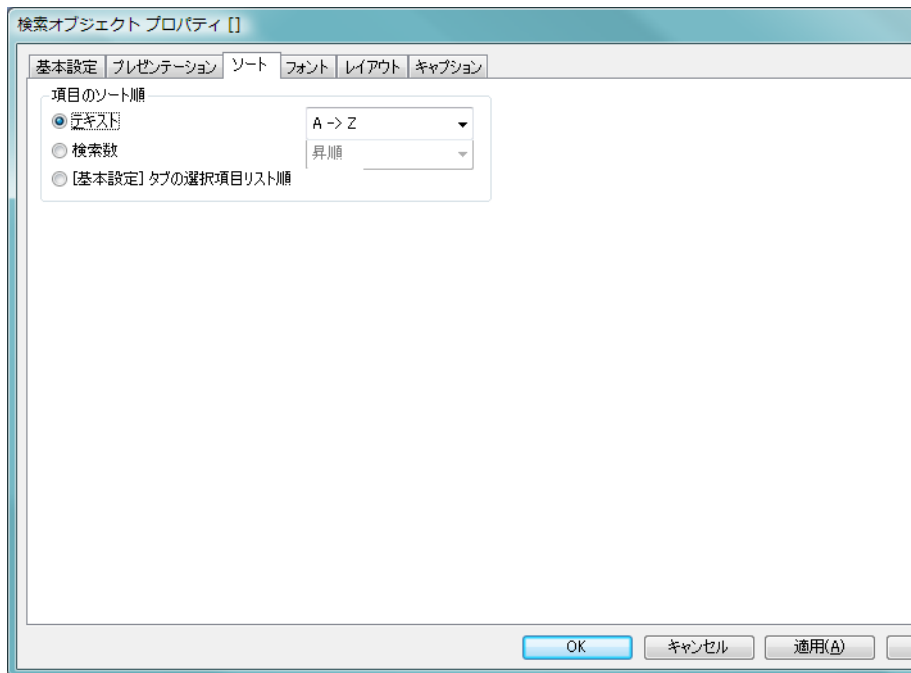 検索オブジェクト プロパティ []
基本設定 プレゼンテーション ソート フォント レイアウト キャプション
項目のソート順
テキスト A -> Z
検索数 昇順
[基本設定] タブの選択項目リスト順
OK キャンセル 適用(A)